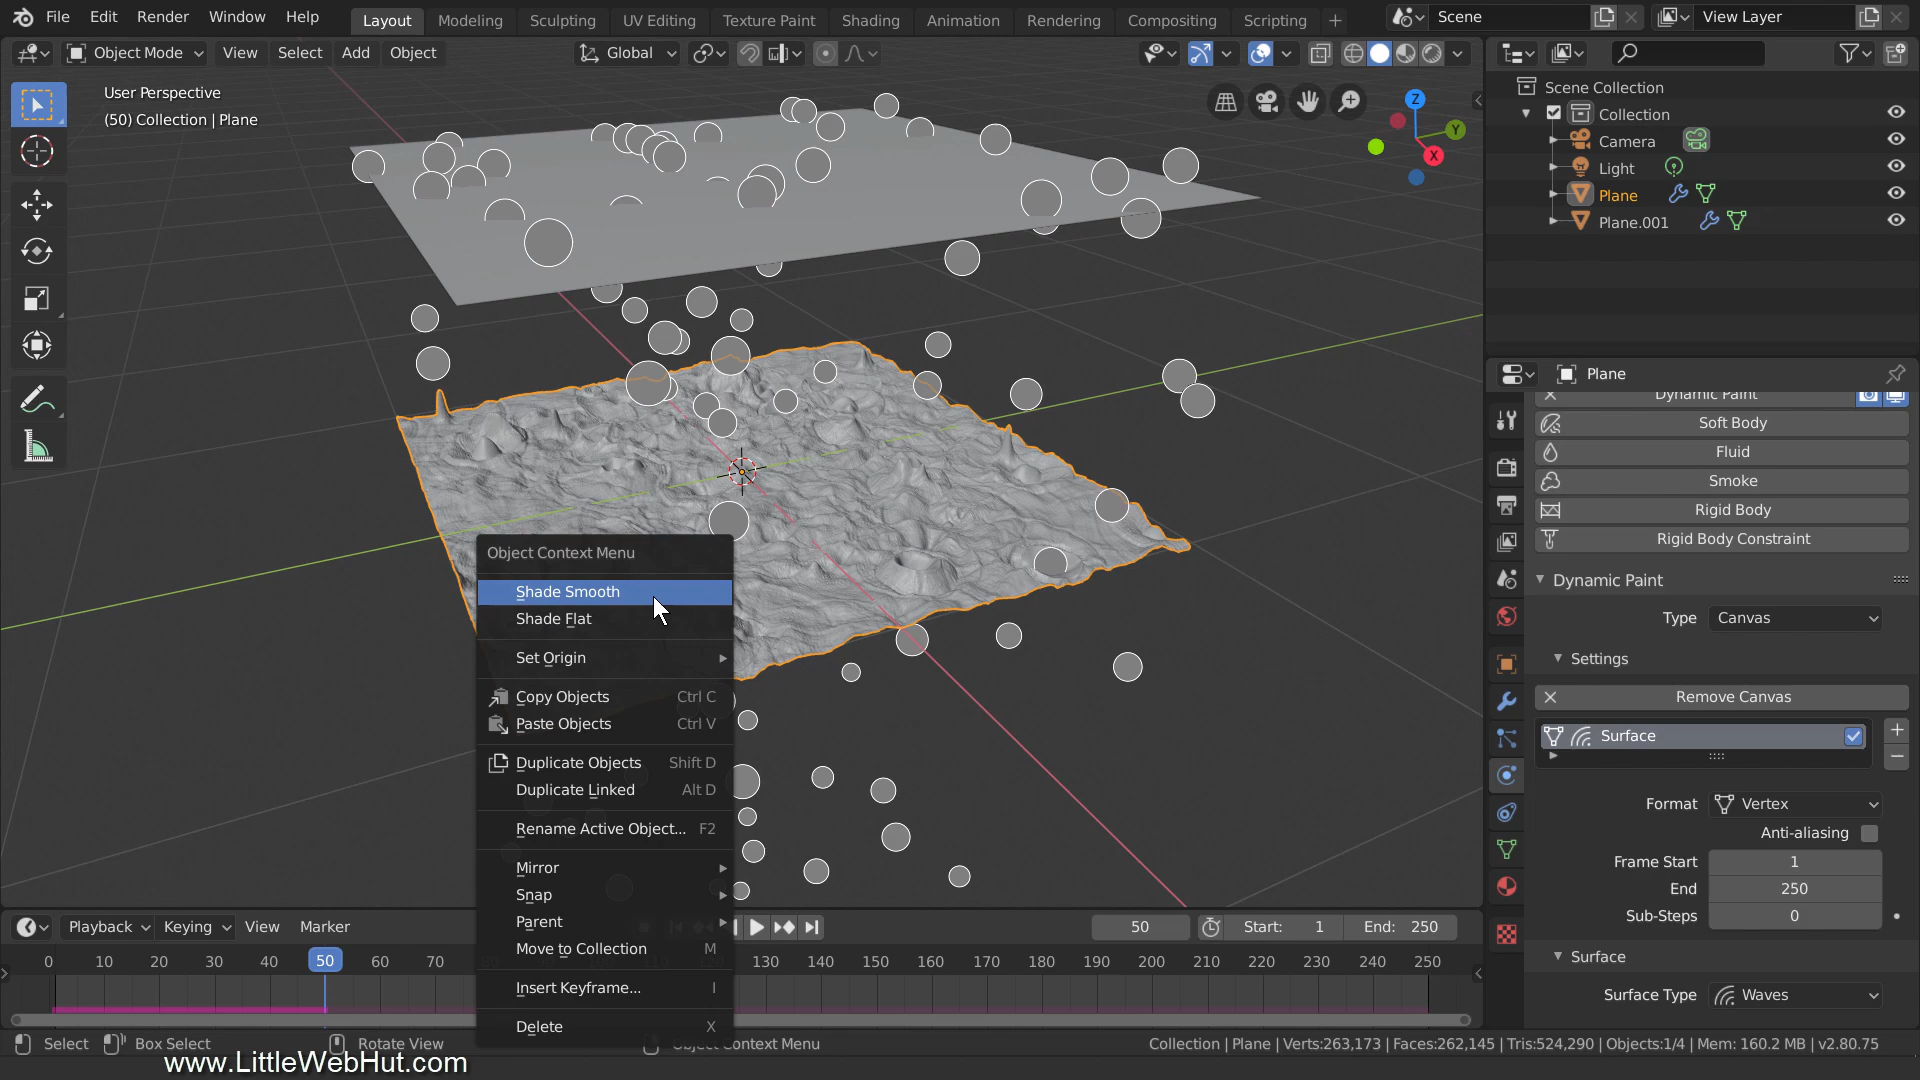 File Edit Render Window Help Layout Modeling Sculpting UV Editing Texture Paint Shading Animation Rendering Compositing Scripting + Scene View Layer
Object Mode View Select Add Object Global
User Perspective
(50) Collection | Plane
Z
Y
X
Scene Collection
Collection
Camera
Light
Plane
Plane.001
Plane
Dynamic Paint
Soft Body
Fluid
Smoke
Rigid Body
Rigid Body Constraint
Dynamic Paint
Type Canvas
Settings
Remove Canvas
Surface
Format Vertex
Anti-aliasing
Frame Start 1
End 250
Sub-Steps 0
Surface
Surface Type Waves
Object Context Menu
Shade Smooth
Shade Flat
Set Origin
Copy Objects Ctrl C
Paste Objects Ctrl V
Duplicate Objects Shift D
Duplicate Linked Alt D
Rename Active Object... F2
Mirror
Snap
Parent
Move to Collection M
Insert Keyframe... I
Delete X
Playback Keying View Marker 50 Start: 1 End: 250
0 10 20 30 40 50 60 70 130 140 150 160 170 180 190 200 210 220 230 240 250
Select Box Select Rotate View Object Context Menu Collection | Plane | Verts:263,173 | Faces:262,145 | Tris:524,290 | Objects:1/4 | Mem: 160.2 MB | v2.80.75
www.LittleWebHut.com